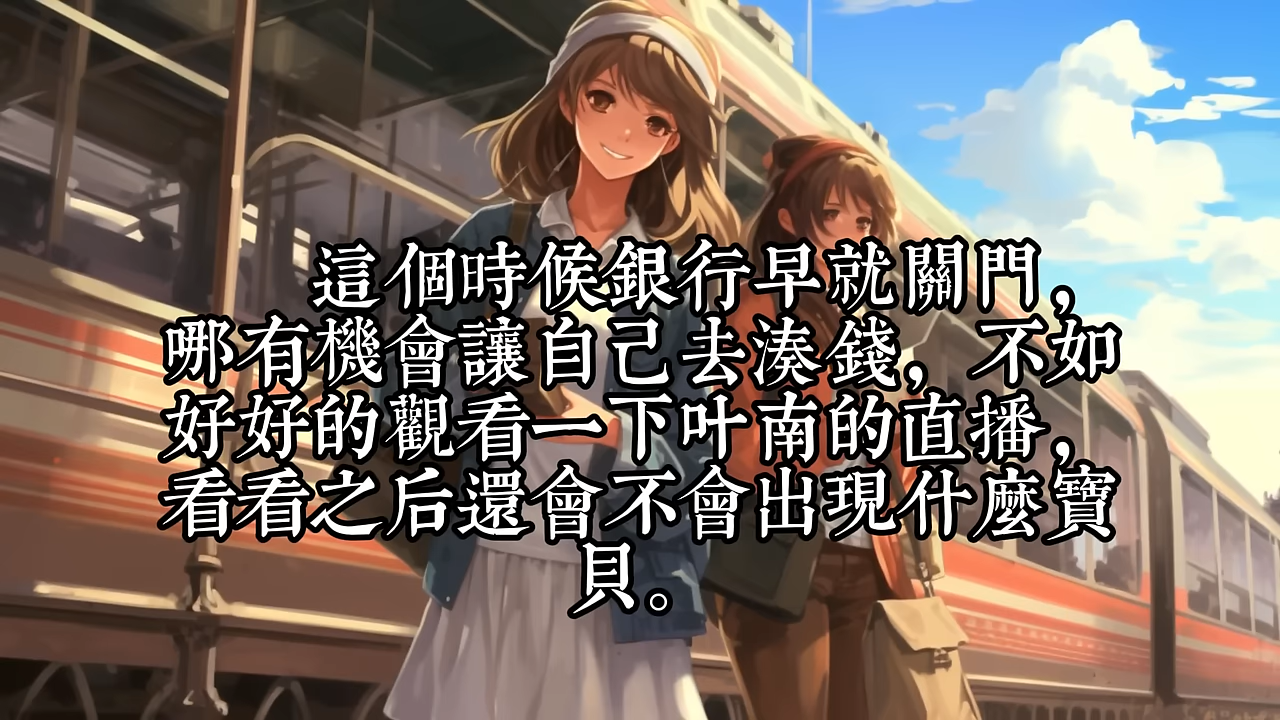 這個時候銀行早就關門，
哪有機會讓自己去湊錢，不如
好好的觀看一下叶南的直播，
看看之后還會不會出現什麼寶
貝。